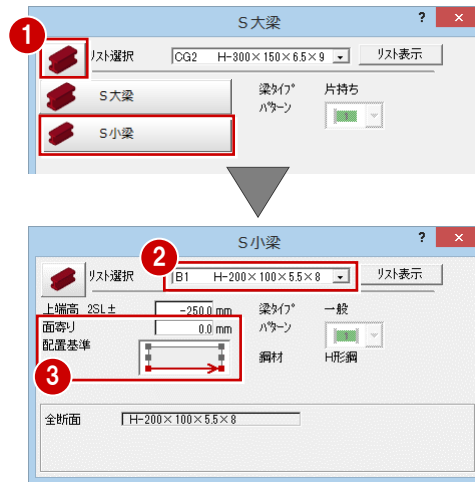 S大梁 ? ×
1
リスト選択 CG2 H-300×150×6.5×9 リスト表示
S大梁 梁タイプ 片持ち
パターン 1
S小梁
S小梁 ? ×
2
リスト選択 B1 H-200×100×5.5×8 リスト表示
上端高 2SL± -250.0 mm 梁タイプ 一般
面寄り 0.0 mm パターン 1
配置基準
3
鋼材 H形鋼
全断面 H-200×100×5.5×8